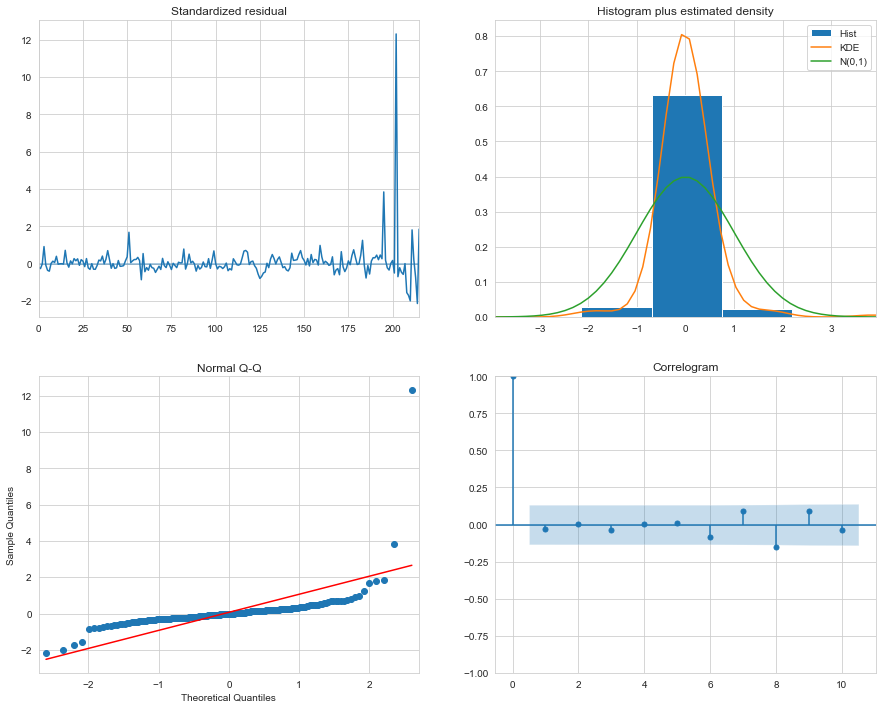 Standardized residual
12
10
8
6
4
2
0
−2
0 25 50 75 100 125 150 175 200
Histogram plus estimated density
Hist
KDE
N(0,1)
0.8
0.7
0.6
0.5
0.4
0.3
0.2
0.1
0.0
−3 −2 −1 0 1 2 3
Normal Q-Q
Sample Quantiles
12
10
8
6
4
2
0
−2
−2 −1 0 1 2
Theoretical Quantiles
Correlogram
1.00
0.75
0.50
0.25
0.00
−0.25
−0.50
−0.75
−1.00
0 2 4 6 8 10